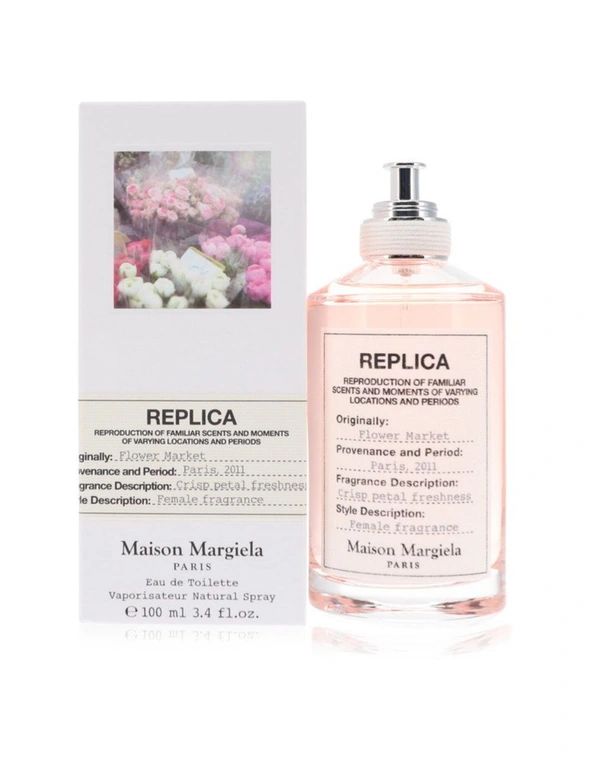 REPLICA
REPRODUCTION OF FAMILIAR SCENTS AND MOMENTS
OF VARYING LOCATIONS AND PERIODS
ginally: Flower Market
venance and Period: Paris, 2011
grance Description: Crisp petal freshness
le Description: Female fragrance
Maison Margiela
PARIS
Eau de Toilette
Vaporisateur Natural Spray
℮ 100 ml 3.4 fl.oz.
REPLICA
REPRODUCTION OF FAMILIAR
SCENTS AND MOMENTS OF VARYING
LOCATIONS AND PERIODS
Originally:
Flower Market
Provenance and Period:
Paris, 2011
Fragrance Description:
Crisp petal freshness
Style Description:
Female fragrance
Maison Margiela
PARIS